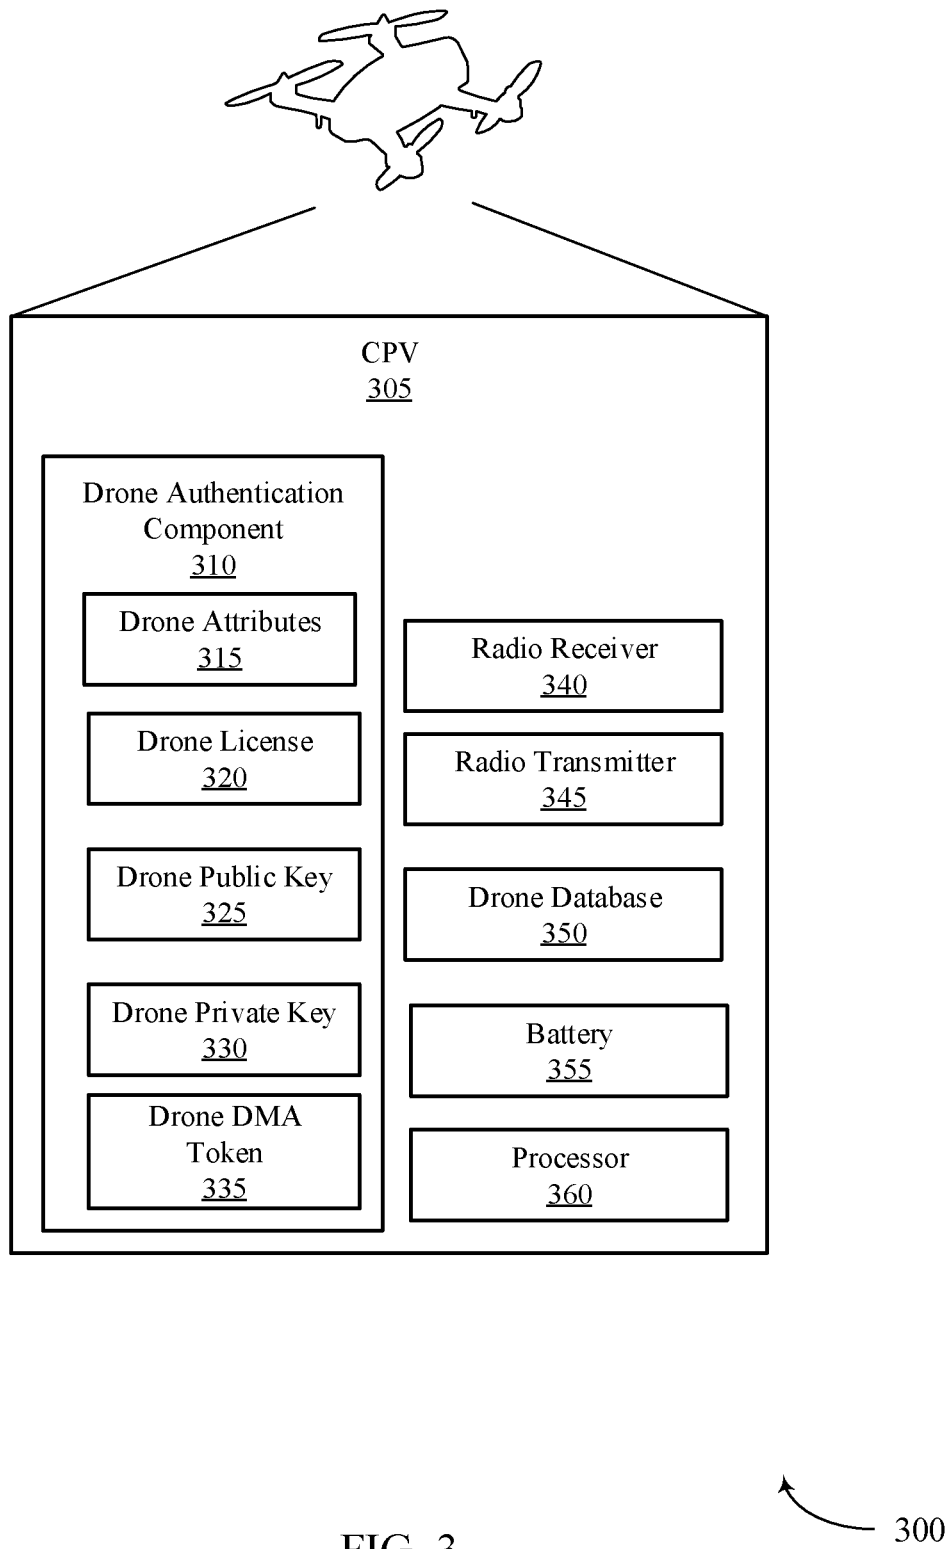 CPV
305
Drone Authentication
Component
310
Drone Attributes
315
Drone License
320
Drone Public Key
325
Drone Private Key
330
Drone DMA
Token
335
Radio Receiver
340
Radio Transmitter
345
Drone Database
350
Battery
355
Processor
360
300
FIG. 3